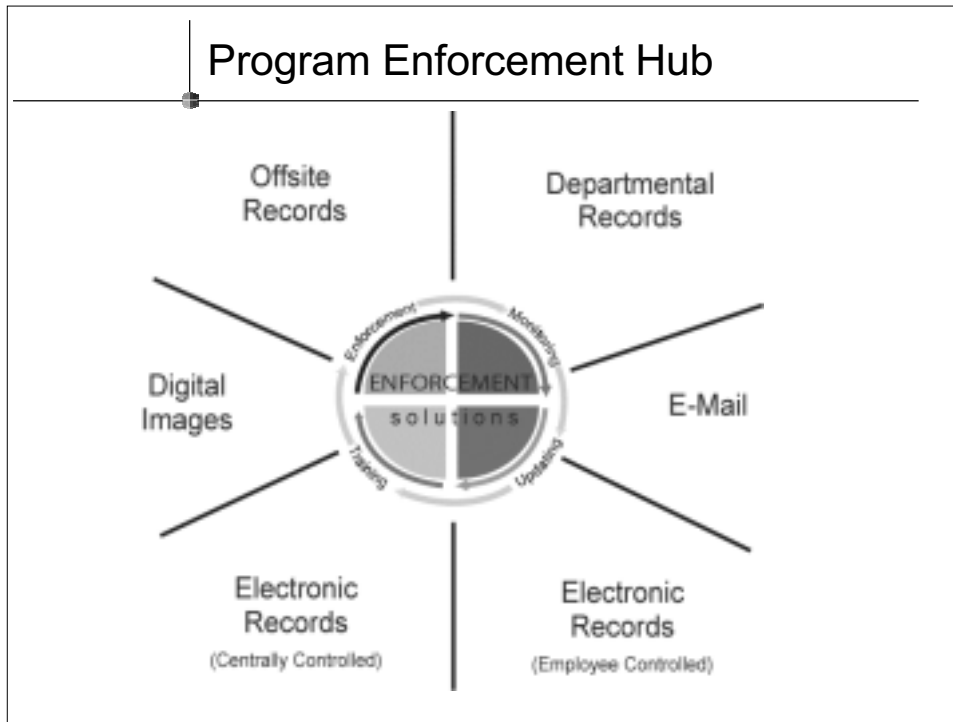 Program Enforcement Hub
Offsite
Records
Departmental
Records
Enforcement
Monitoring
ENFORCEMENT
solutions
Training
Updating
Digital
Images
E-Mail
Electronic
Records
(Centrally Controlled)
Electronic
Records
(Employee Controlled)